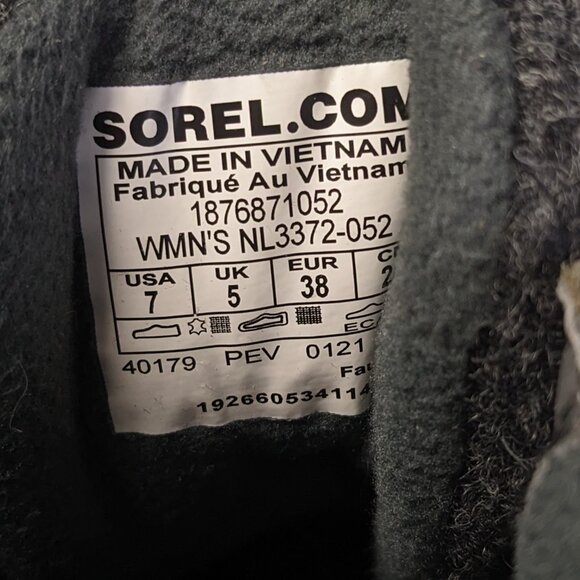 SOREL.COM
MADE IN VIETNAM
Fabriqué Au Vietnam
1876871052
WMN'S NL3372-052
USA UK EUR
7 5 38
40179 PEV 0121